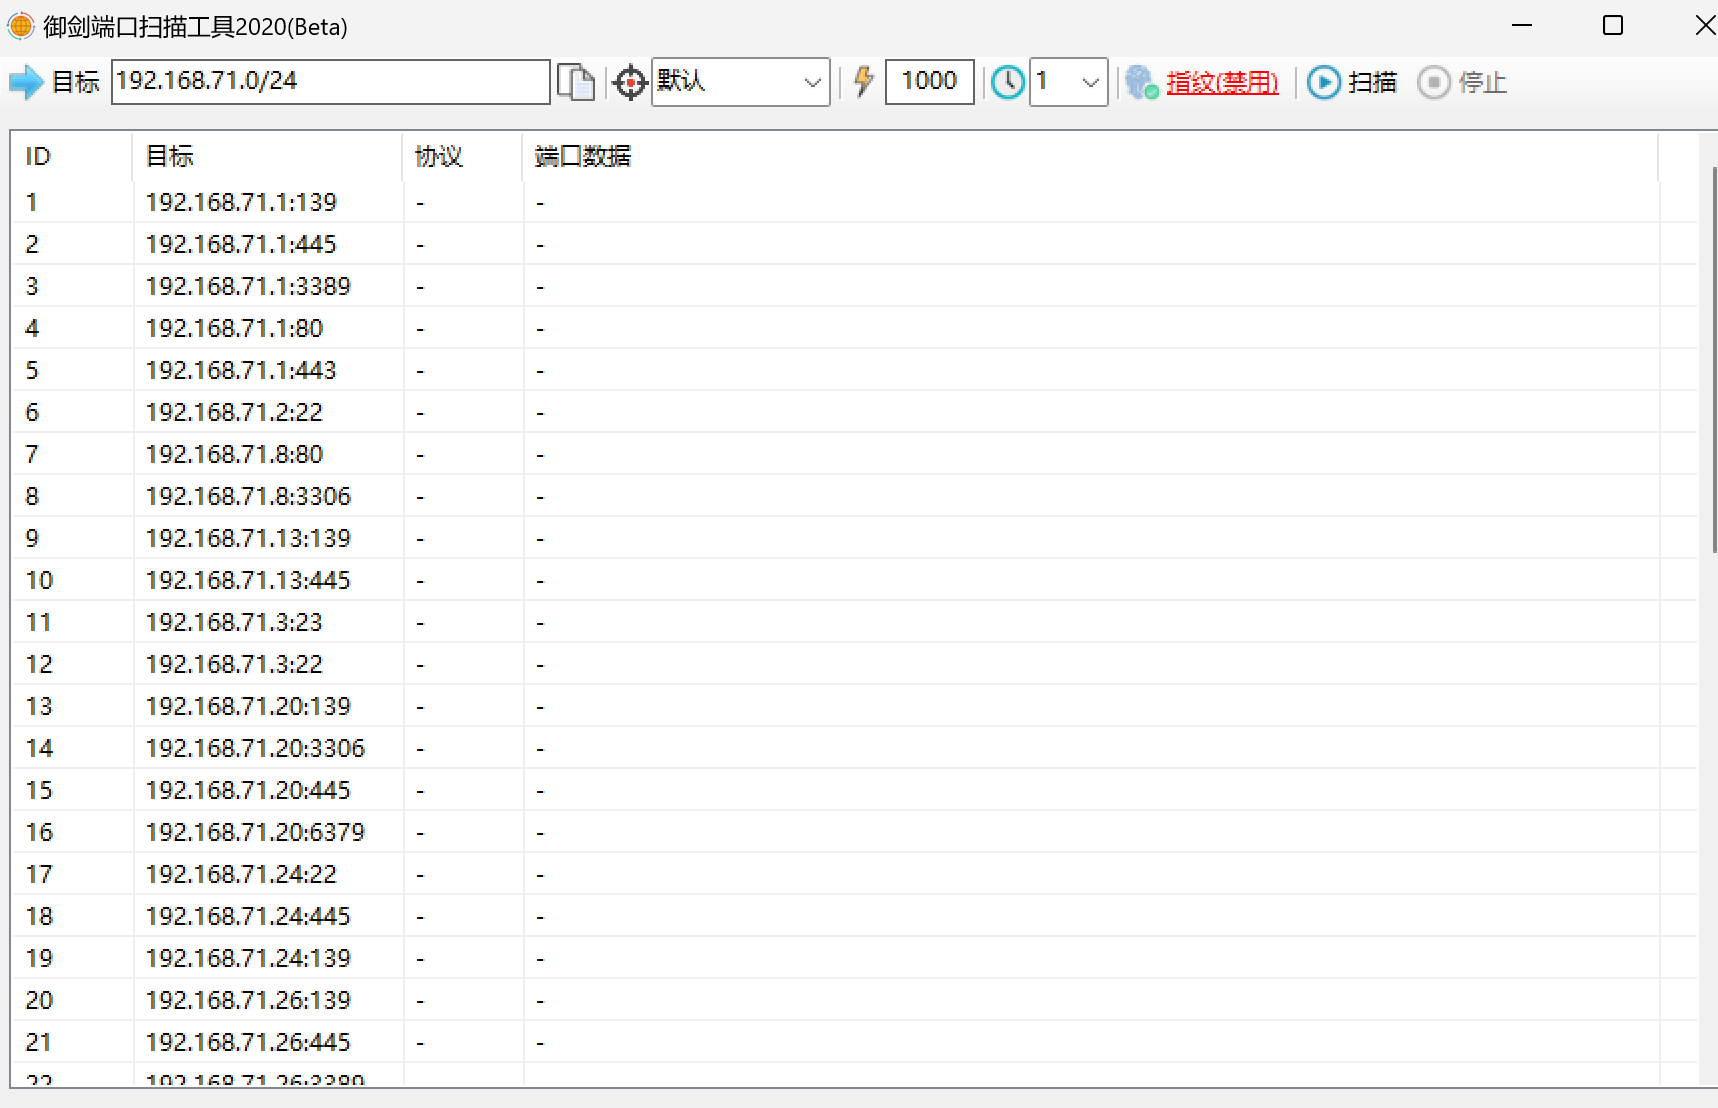 御剑端口扫描工具2020(Beta)
目标 192.168.71.0/24 默认 1000 1 指纹(禁用) 扫描 停止
ID 目标 协议 端口数据
1 192.168.71.1:139 - -
2 192.168.71.1:445 - -
3 192.168.71.1:3389 - -
4 192.168.71.1:80 - -
5 192.168.71.1:443 - -
6 192.168.71.2:22 - -
7 192.168.71.8:80 - -
8 192.168.71.8:3306 - -
9 192.168.71.13:139 - -
10 192.168.71.13:445 - -
11 192.168.71.3:23 - -
12 192.168.71.3:22 - -
13 192.168.71.20:139 - -
14 192.168.71.20:3306 - -
15 192.168.71.20:445 - -
16 192.168.71.20:6379 - -
17 192.168.71.24:22 - -
18 192.168.71.24:445 - -
19 192.168.71.24:139 - -
20 192.168.71.26:139 - -
21 192.168.71.26:445 - -
22 192.168.71.26:3389